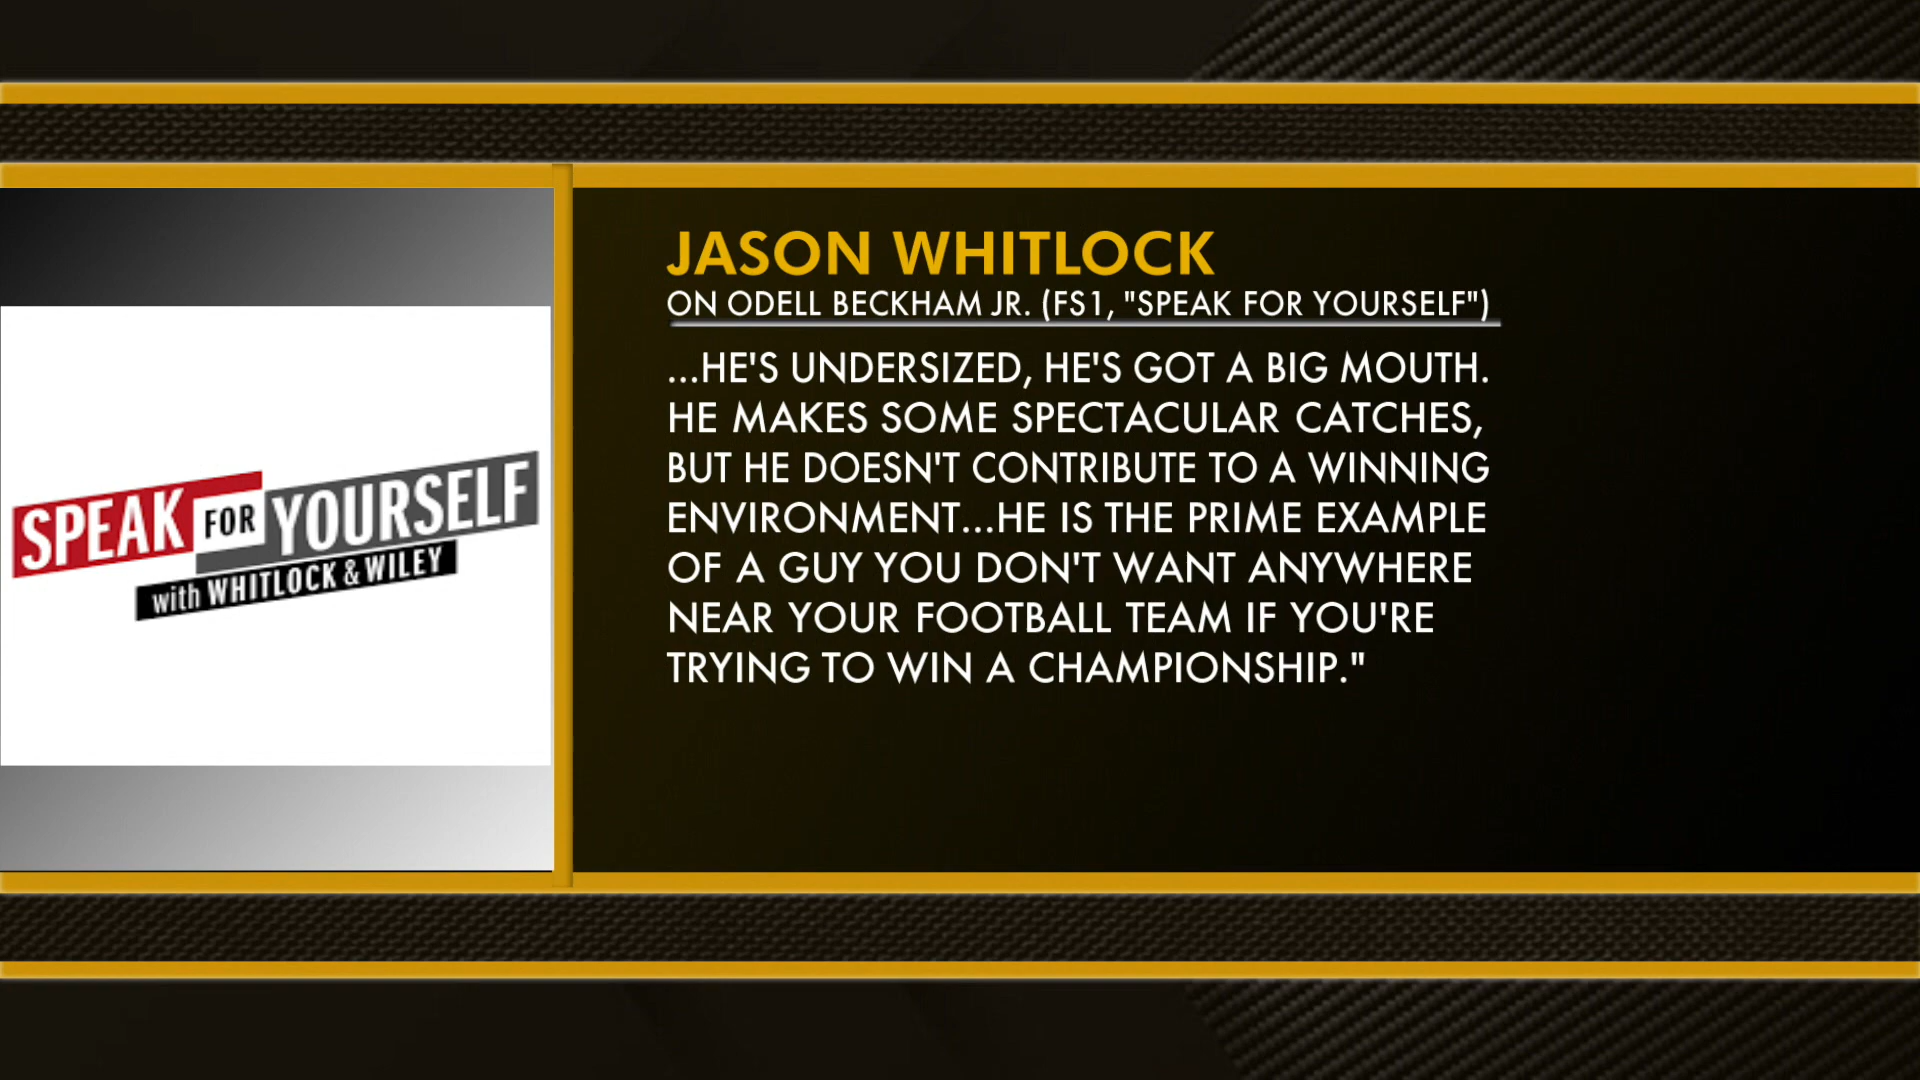 SPEAK FOR YOURSELF
with WHITLOCK & WILEY
JASON WHITLOCK
ON ODELL BECKHAM JR. (FS1, "SPEAK FOR YOURSELF")
...HE'S UNDERSIZED, HE'S GOT A BIG MOUTH.
HE MAKES SOME SPECTACULAR CATCHES,
BUT HE DOESN'T CONTRIBUTE TO A WINNING
ENVIRONMENT...HE IS THE PRIME EXAMPLE
OF A GUY YOU DON'T WANT ANYWHERE
NEAR YOUR FOOTBALL TEAM IF YOU'RE
TRYING TO WIN A CHAMPIONSHIP."